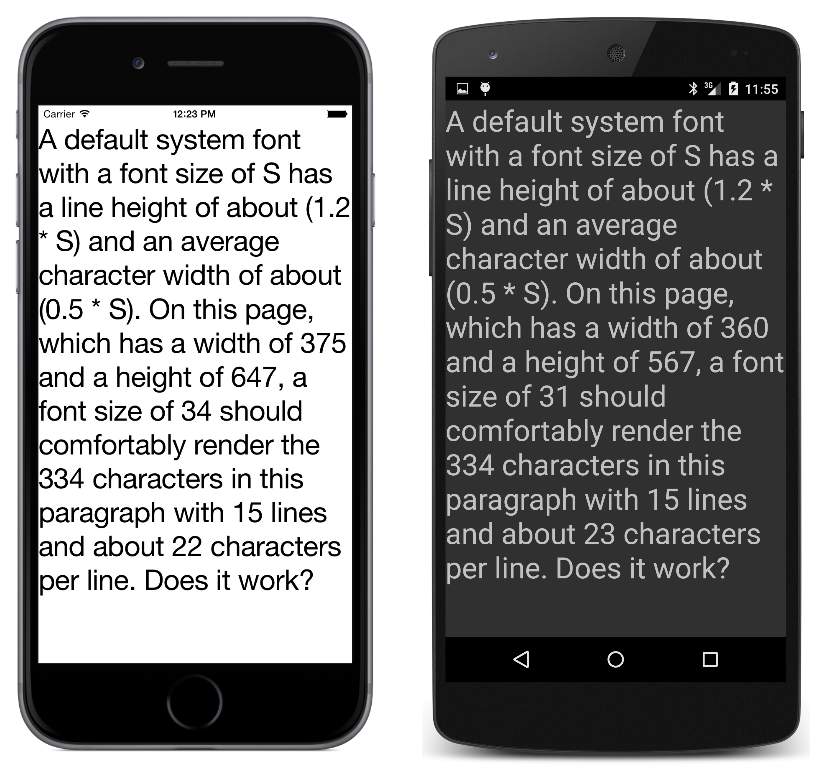 Carrier
12:23 PM
A default system font
with a font size of S has
a line height of about (1.2
* S) and an average
character width of about
(0.5 * S). On this page,
which has a width of 375
and a height of 647, a
font size of 34 should
comfortably render the
334 characters in this
paragraph with 15 lines
and about 22 characters
per line. Does it work?
3G
11:55
A default system font
with a font size of S has a
line height of about (1.2 *
S) and an average
character width of about
(0.5 * S). On this page,
which has a width of 360
and a height of 567, a font
size of 31 should
comfortably render the
334 characters in this
paragraph with 15 lines
and about 23 characters
per line. Does it work?